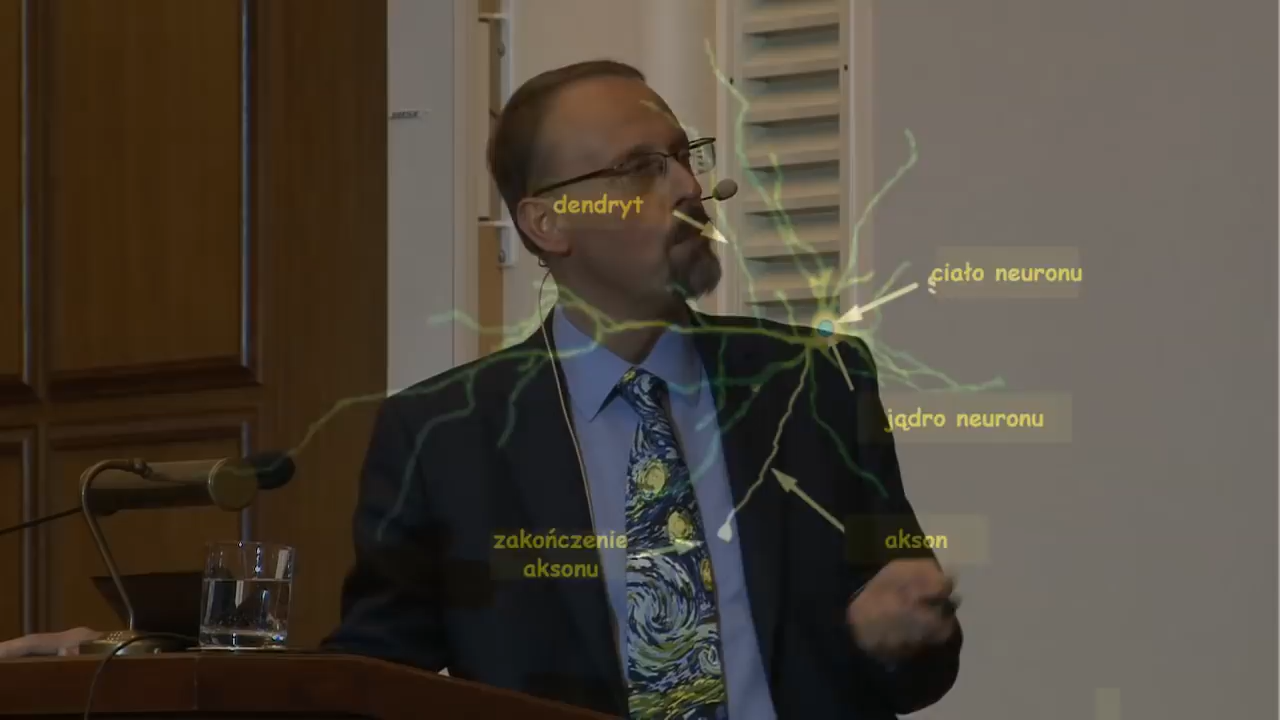 dendryt
ciało neuronu
jądro neuronu
zakończenie
aksonu
akson